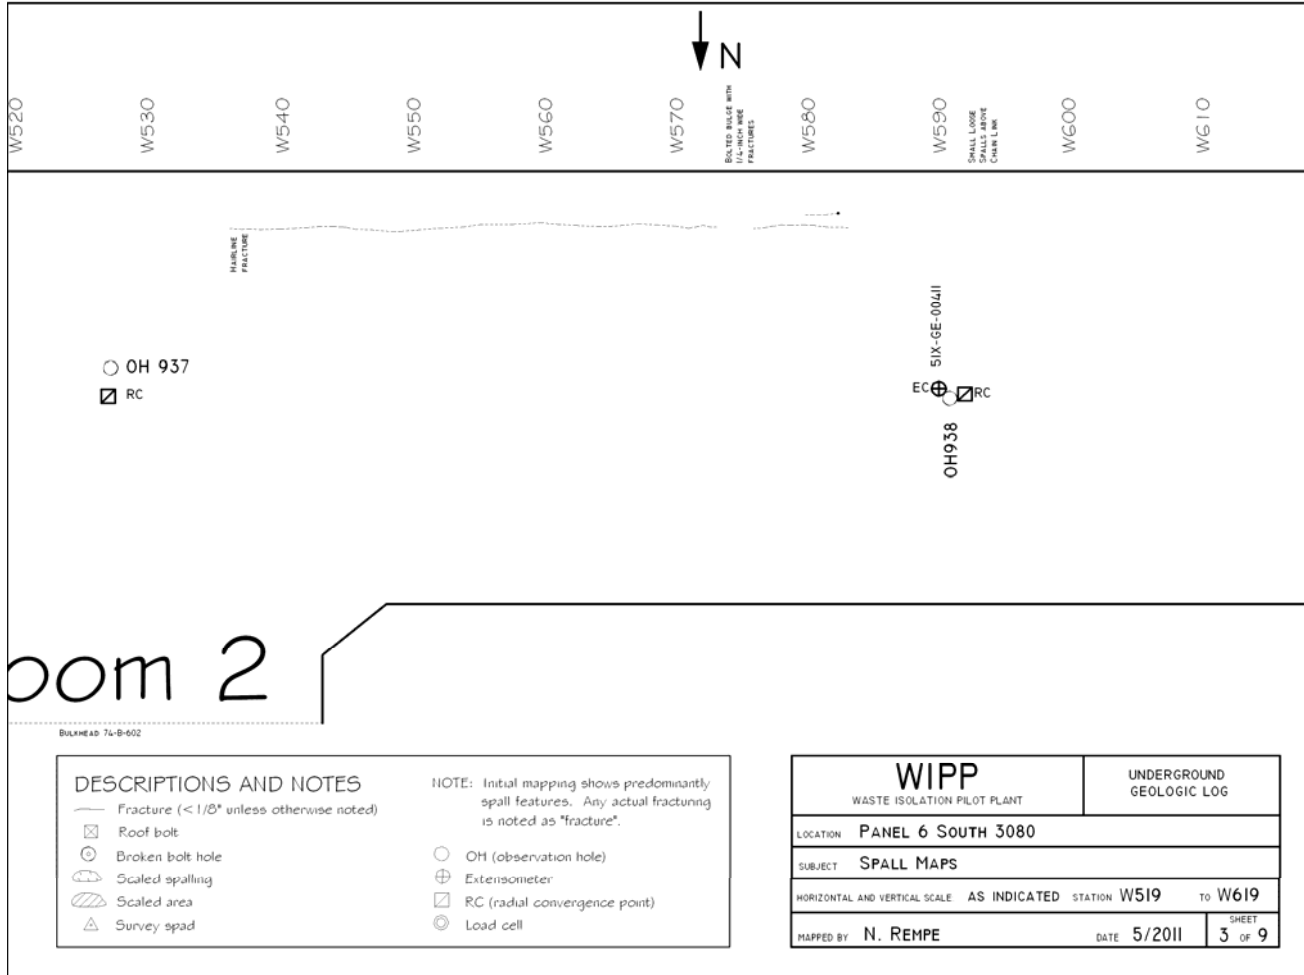 N
W520
W530
W540
W550
W560
W570
BOLTED BULGE WITH
1/4-INCH WIDE
FRACTURES
W580
W590
SMALL LOOSE
SPALLS ABOVE
CHAIN LINK
W600
W610
HAIRLINE
FRACTURE
51X-GE-00411
OH 937
RC
EC
RC
OH938
oom 2
BULKHEAD 74-B-602
DESCRIPTIONS AND NOTES
Fracture (<1/8" unless otherwise noted)
Roof bolt
Broken bolt hole
Scaled spalling
Scaled area
Survey spad
NOTE: Initial mapping shows predominantly
spall features. Any actual fracturing
is noted as "fracture".
OH (observation hole)
Extensometer
RC (radial convergence point)
Load cell
WIPP
WASTE ISOLATION PILOT PLANT
UNDERGROUND
GEOLOGIC LOG
LOCATION PANEL 6 SOUTH 3080
SUBJECT SPALL MAPS
HORIZONTAL AND VERTICAL SCALE AS INDICATED STATION W519 TO W619
MAPPED BY N. REMPE DATE 5/2011
SHEET
3 OF 9